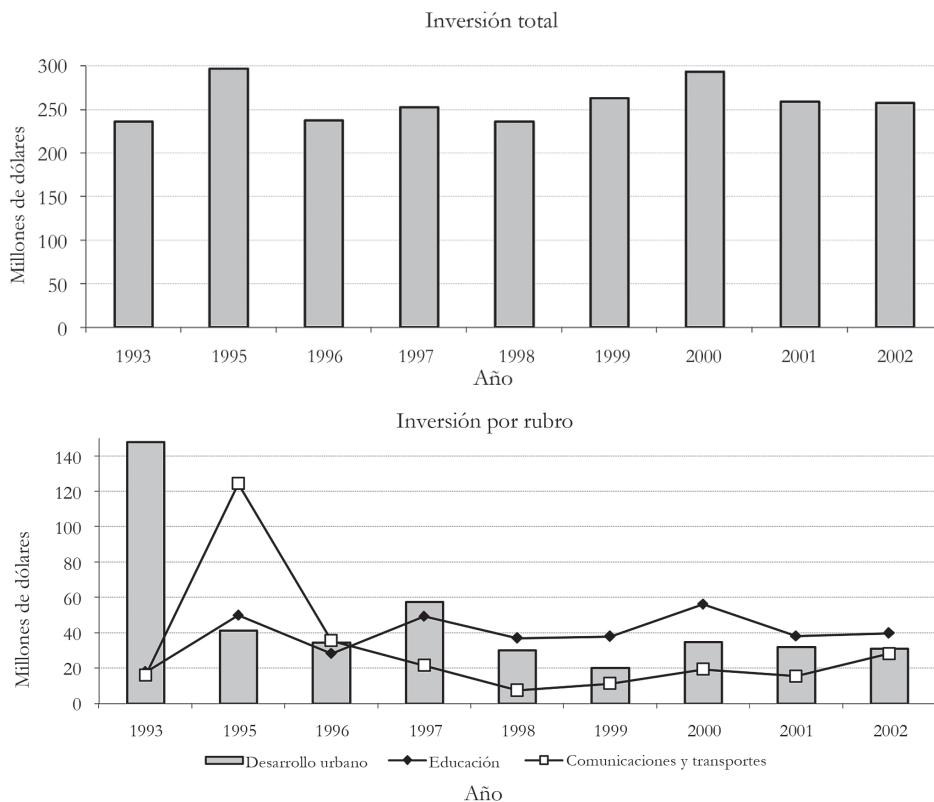 Inversión total
Millones de dólares
300
250
200
150
100
50
0
1993 1995 1996 1997 1998 1999 2000 2001 2002
Año
Inversión por rubro
Millones de dólares
140
120
100
80
60
40
20
0
1993 1995 1996 1997 1998 1999 2000 2001 2002
Desarrollo urbano Educación Comunicaciones y transportes
Año